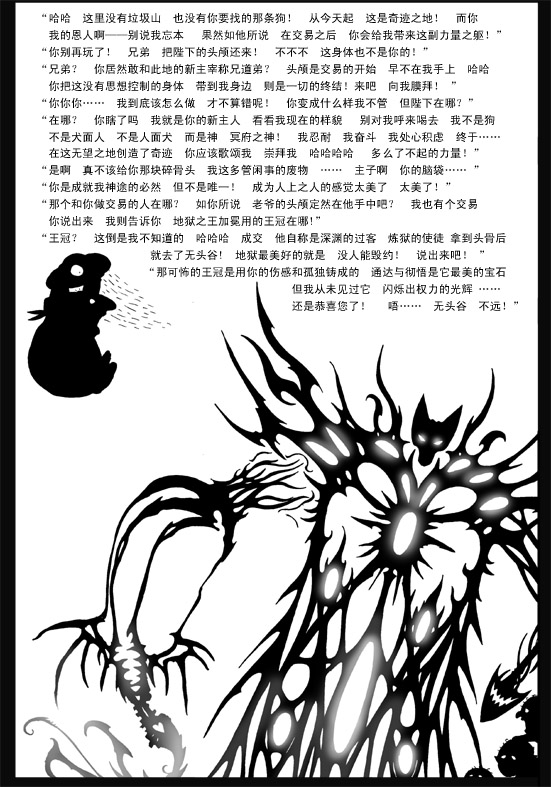 “哈哈　这里没有垃圾山　也没有你要找的那条狗！　从今天起　这是奇迹之地！　而你
我的恩人啊——别说我忘本　果然如他所说　在交易之后　你会给我带来这副力量之躯！”
“你别再玩了！　兄弟　把陛下的头颅还来！　不不不　这身体也不是你的！”
“兄弟？　你居然敢和此地的新主宰称兄道弟？　头颅是交易的开始　早不在我手上　哈哈
你把这没有思想控制的身体　带到我身边　则是一切的终结！来吧　向我膜拜！　”
“你你你……　我到底该怎么做　才不算错呢！　你变成什么样我不管　但陛下在哪？”
“在哪？　你瞎了吗　我就是你的新主人　看看我现在的样貌　别对我呼来喝去　我不是狗
不是犬面人　不是人面犬　而是神　冥府之神！　我忍耐　我奋斗　我处心积虑　终于……
在这无望之地创造了奇迹　你应该歌颂我　崇拜我　哈哈哈哈　多么了不起的力量！”
“是啊　真不该给你那块碎骨头　我这多管闲事的废物　……　主子啊　你的脑袋……　”
“你是成就我神途的必然　但不是唯一！　成为人上之人的感觉太美了　太美了！”
“那个和你做交易的人在哪？　如你所说　老爷的头颅定然在他手中吧？　我也有个交易
你说出来　我则告诉你　地狱之王加冕用的王冠在哪!”
“王冠？　这倒是我不知道的　哈哈哈　成交　他自称是深渊的过客　炼狱的使徒 拿到头骨后
就去了无头谷！ 地狱最美好的就是　没人能毁约！　说出来吧！　”
“那可怖的王冠是用你的伤感和孤独铸成的　通达与彻悟是它最美的宝石
但我从未见过它　闪烁出权力的光辉 ……
还是恭喜您了！　唔……　无头谷　不远！”